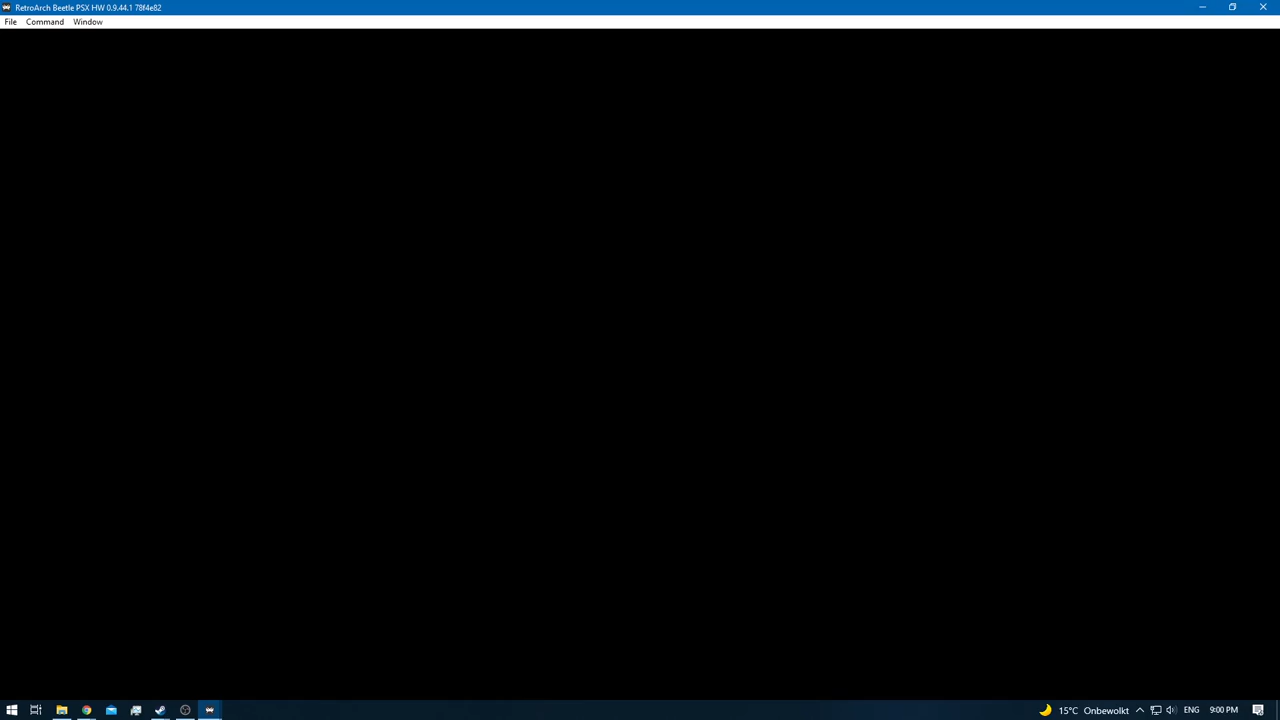 RetroArch Beetle PSX HW 0.9.44.1 78f4e82
File Command Window
15°C Onbewolkt ENG 9:00 PM